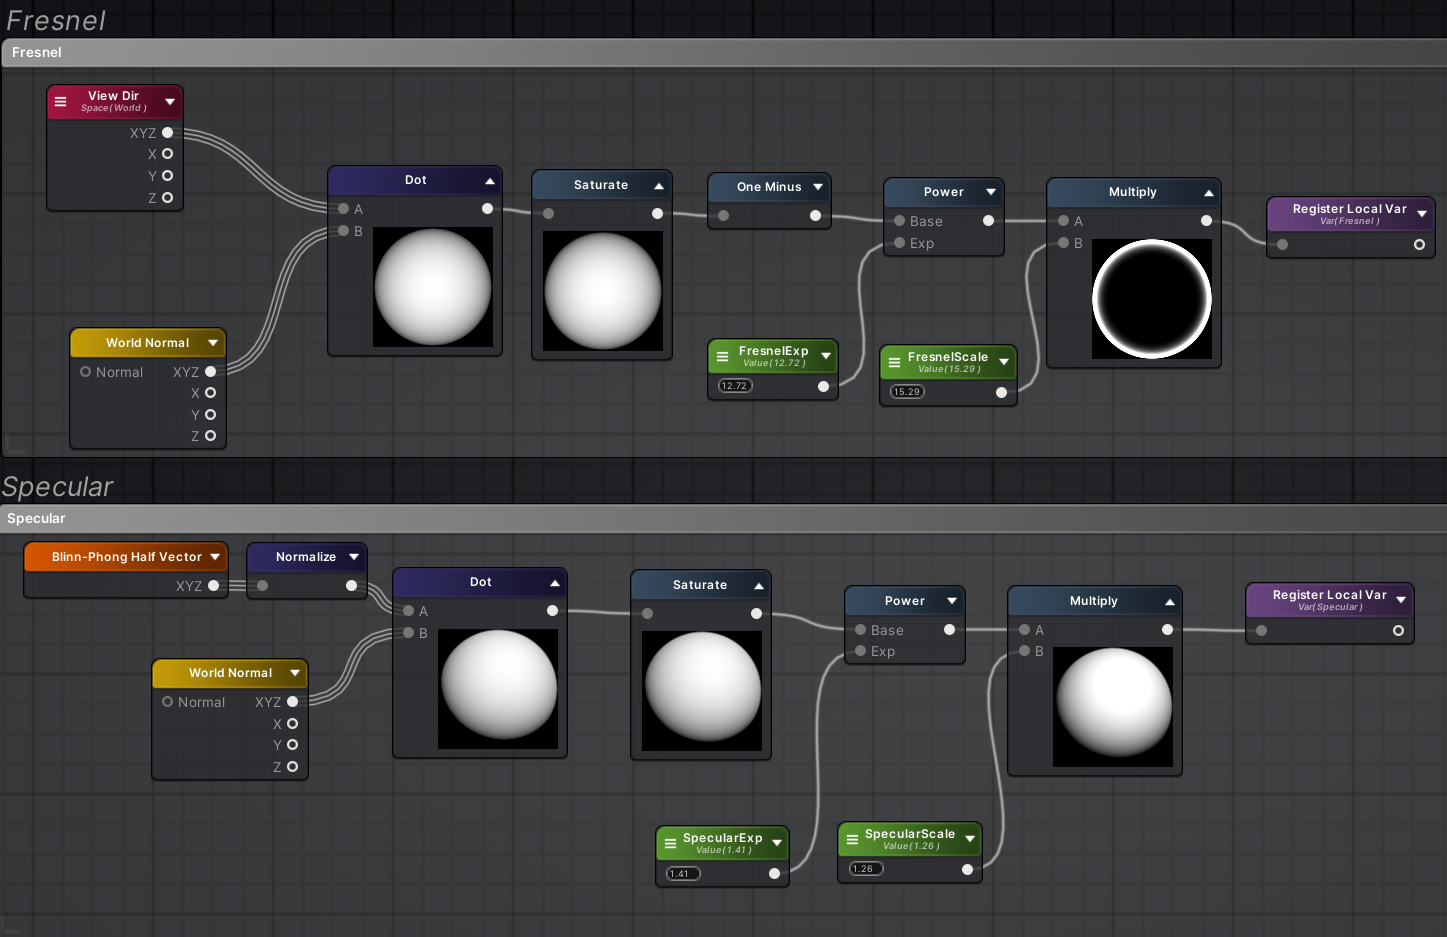 Fresnel
Fresnel
View Dir
Space( World )
XYZ
X
Y
Z
Dot
A
B
Saturate
One Minus
Power
Base
Exp
Multiply
A
B
Register Local Var
Var( Fresnel )
World Normal
Normal XYZ
X
Y
Z
FresnelExp
Value( 12.72 )
12.72
FresnelScale
Value( 15.29 )
15.29
Specular
Specular
Blinn-Phong Half Vector
XYZ
Normalize
Dot
A
B
Saturate
Power
Base
Exp
Multiply
A
B
Register Local Var
Var( Specular )
World Normal
Normal XYZ
X
Y
Z
SpecularExp
Value( 1.41 )
1.41
SpecularScale
Value( 1.26 )
1.26